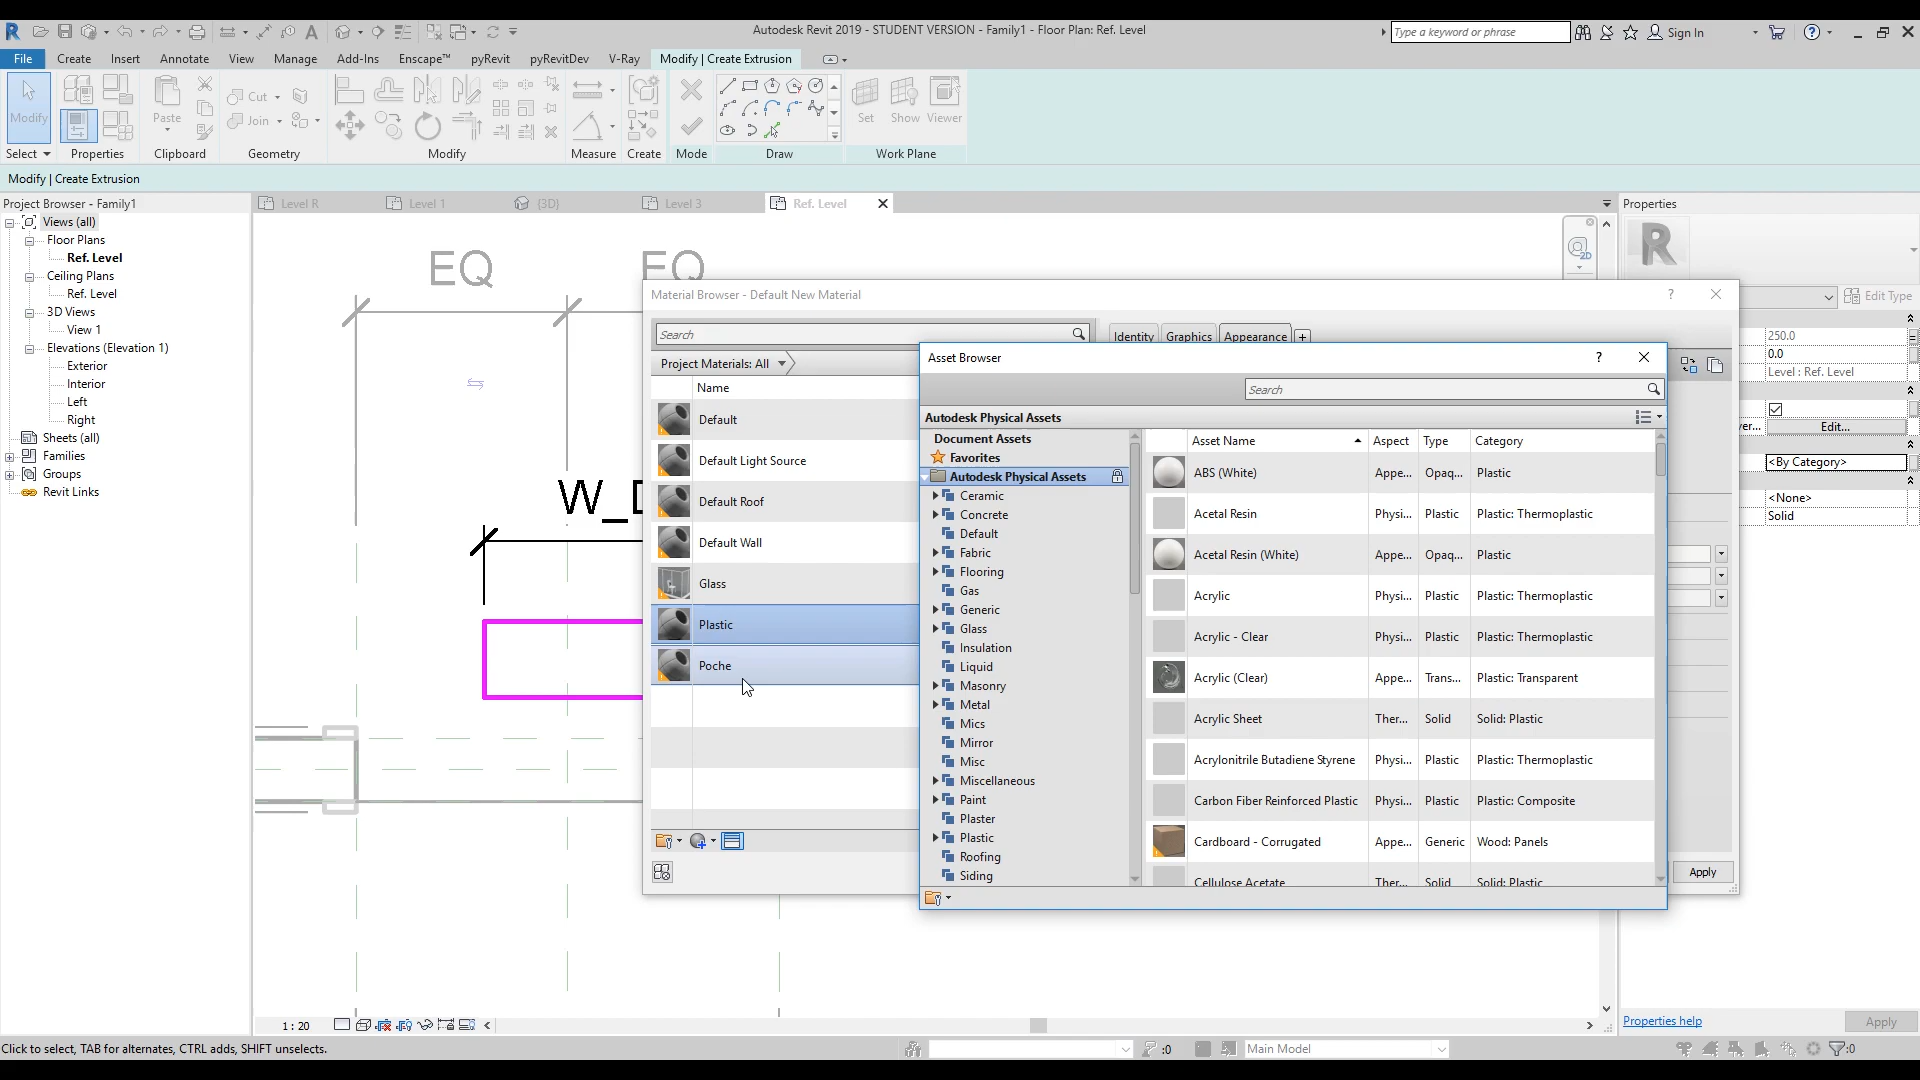 Autodesk Revit 2019 - STUDENT VERSION - Family1 - Floor Plan: Ref. Level
Type a keyword or phrase
Sign In
File Create Insert Annotate View Manage Add-Ins Enscape™ pyRevit pyRevitDev V-Ray Modify | Create Extrusion
Modify
Paste
Cut
Join
Set Show Viewer
Select Properties Clipboard Geometry Modify Measure Create Mode Draw Work Plane
Modify | Create Extrusion
Project Browser - Family1
Level R
Level 1
(3D)
Level 3
Ref. Level
Properties
Views (all)
Floor Plans
Ref. Level
Ceiling Plans
Ref. Level
3D Views
View 1
Elevations (Elevation 1)
Exterior
Interior
Left
Right
Sheets (all)
Families
Groups
Revit Links
EQ EQ
2D
Edit Type
250.0
0.0
Level : Ref. Level
Edit...
<By Category>
<None>
Solid
Material Browser - Default New Material
Search
Identity Graphics Appearance
Project Materials: All
Name
Default
Default Light Source
Default Roof
Default Wall
Glass
Plastic
Poche
Asset Browser
Search
Autodesk Physical Assets
Document Assets
Favorites
Autodesk Physical Assets
Ceramic
Concrete
Default
Fabric
Flooring
Gas
Generic
Glass
Insulation
Liquid
Masonry
Metal
Mics
Mirror
Misc
Miscellaneous
Paint
Plaster
Plastic
Roofing
Siding
Asset Name Aspect Type Category
ABS (White) Appe... Opaq... Plastic
Acetal Resin Physi... Plastic Plastic: Thermoplastic
Acetal Resin (White) Appe... Opaq... Plastic
Acrylic Physi... Plastic Plastic: Thermoplastic
Acrylic - Clear Physi... Plastic Plastic: Thermoplastic
Acrylic (Clear) Appe... Trans... Plastic: Transparent
Acrylic Sheet Ther... Solid Solid: Plastic
Acrylonitrile Butadiene Styrene Physi... Plastic Plastic: Thermoplastic
Carbon Fiber Reinforced Plastic Physi... Plastic Plastic: Composite
Cardboard - Corrugated Appe... Generic Wood: Panels
Cellulose Acetate Ther... Solid Solid: Plastic
Apply
1 : 20
Properties help
Apply
Click to select, TAB for alternates, CTRL adds, SHIFT unselects.
:0
Main Model
:0